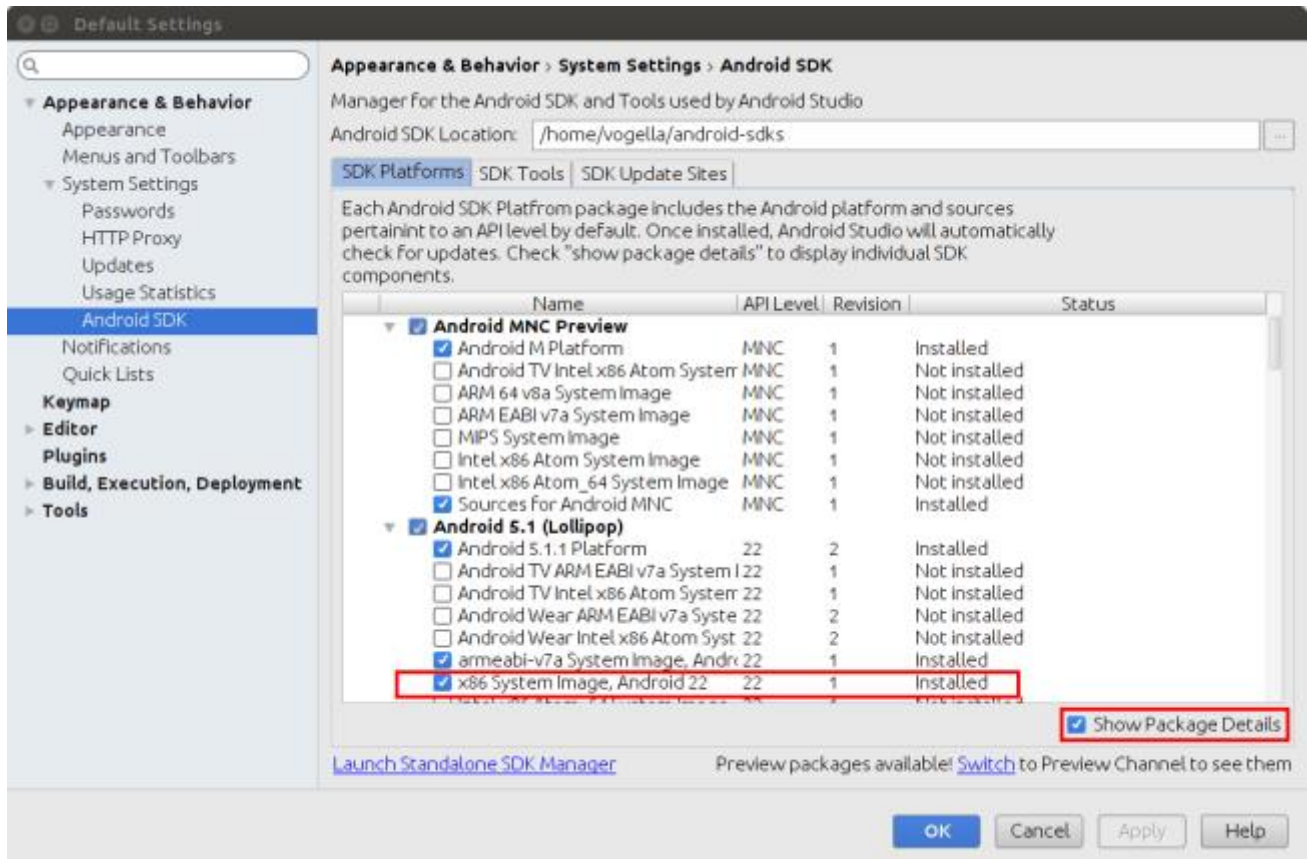 Default Settings
Appearance & Behavior
Appearance
Menus and Toolbars
System Settings
Passwords
HTTP Proxy
Updates
Usage Statistics
Android SDK
Notifications
Quick Lists
Keymap
Editor
Plugins
Build, Execution, Deployment
Tools
Appearance & Behavior › System Settings › Android SDK
Manager for the Android SDK and Tools used by Android Studio
Android SDK Location: /home/vogella/android-sdks ...
SDK Platforms SDK Tools SDK Update Sites
Each Android SDK Platfrom package includes the Android platform and sources
pertainint to an API level by default. Once installed, Android Studio will automatically
check for updates. Check "show package details" to display individual SDK
components.
Name API Level Revision Status
Android MNC Preview
Android M Platform MNC 1 Installed
Android TV Intel x86 Atom System MNC 1 Not installed
ARM 64 v8a System Image MNC 1 Not installed
ARM EABI v7a System Image MNC 1 Not installed
MIPS System Image MNC 1 Not installed
Intel x86 Atom System Image MNC 1 Not installed
Intel x86 Atom_64 System Image MNC 1 Not installed
Sources for Android MNC MNC 1 Installed
Android 5.1 (Lollipop)
Android 5.1.1 Platform 22 2 Installed
Android TV ARM EABI v7a System I 22 1 Not installed
Android TV Intel x86 Atom System 22 1 Not installed
Android Wear ARM EABI v7a Syste 22 2 Not installed
Android Wear Intel x86 Atom Syst 22 2 Not installed
armeabi-v7a System Image, Andr 22 1 Installed
x86 System Image, Android 22 22 1 Installed
Show Package Details
Launch Standalone SDK Manager Preview packages available! Switch to Preview Channel to see them
OK Cancel Apply Help